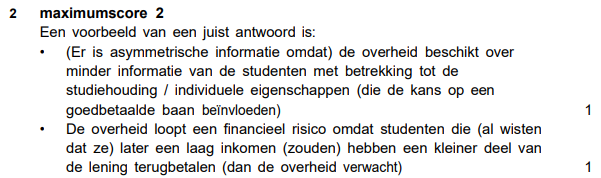 2 maximumscore 2
Een voorbeeld van een juist antwoord is:
• (Er is asymmetrische informatie omdat) de overheid beschikt over
minder informatie van de studenten met betrekking tot de
studiehouding / individuele eigenschappen (die de kans op een
goedbetaalde baan beïnvloeden) 1
• De overheid loopt een financieel risico omdat studenten die (al wisten
dat ze) later een laag inkomen (zouden) hebben een kleiner deel van
de lening terugbetalen (dan de overheid verwacht) 1